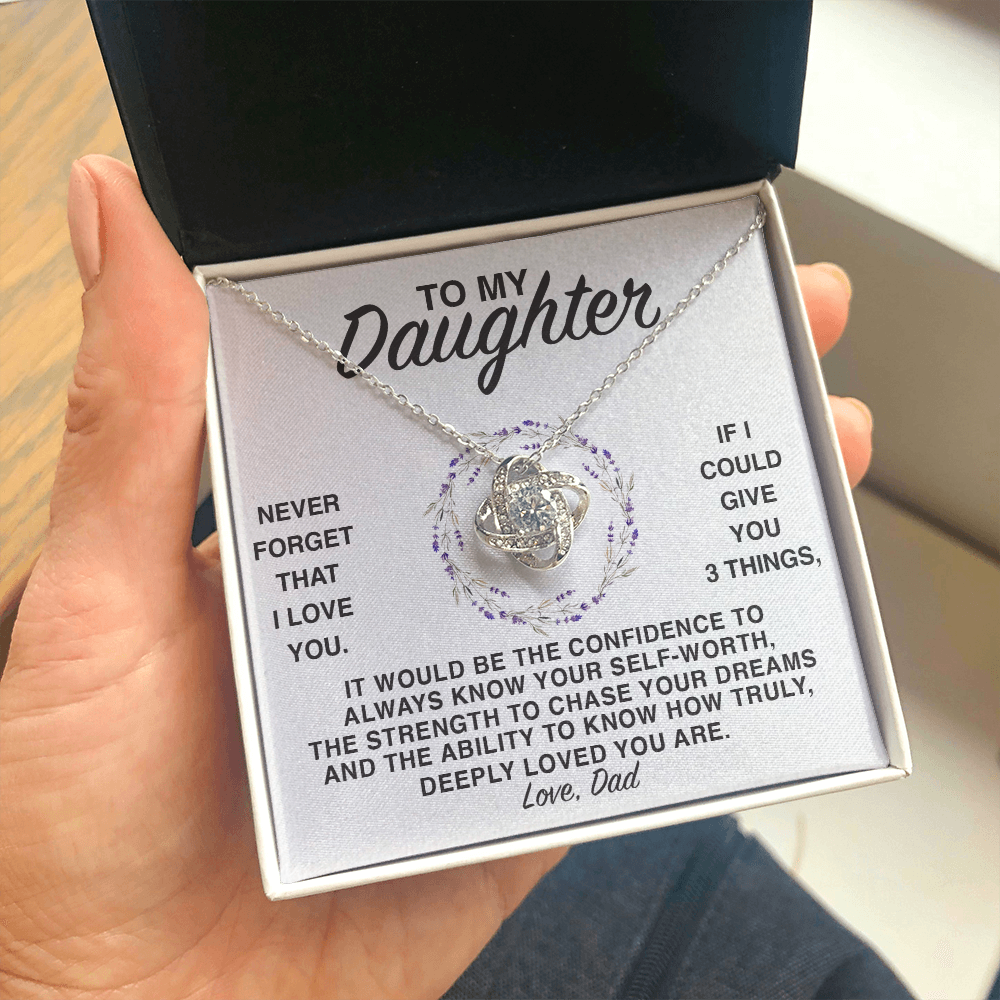 TO MY
Daughter
NEVER
FORGET
THAT
I LOVE
YOU.
IF I
COULD
GIVE
YOU
3 THINGS,
IT WOULD BE THE CONFIDENCE TO
ALWAYS KNOW YOUR SELF-WORTH,
THE STRENGTH TO CHASE YOUR DREAMS
AND THE ABILITY TO KNOW HOW TRULY,
DEEPLY LOVED YOU ARE.
Love, Dad